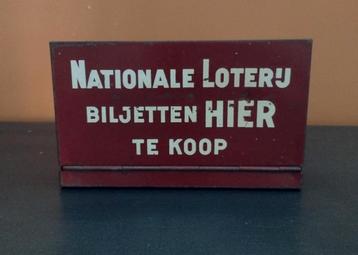 NATIONALE LOTERIJ
BILJETTEN HIER
TE KOOP